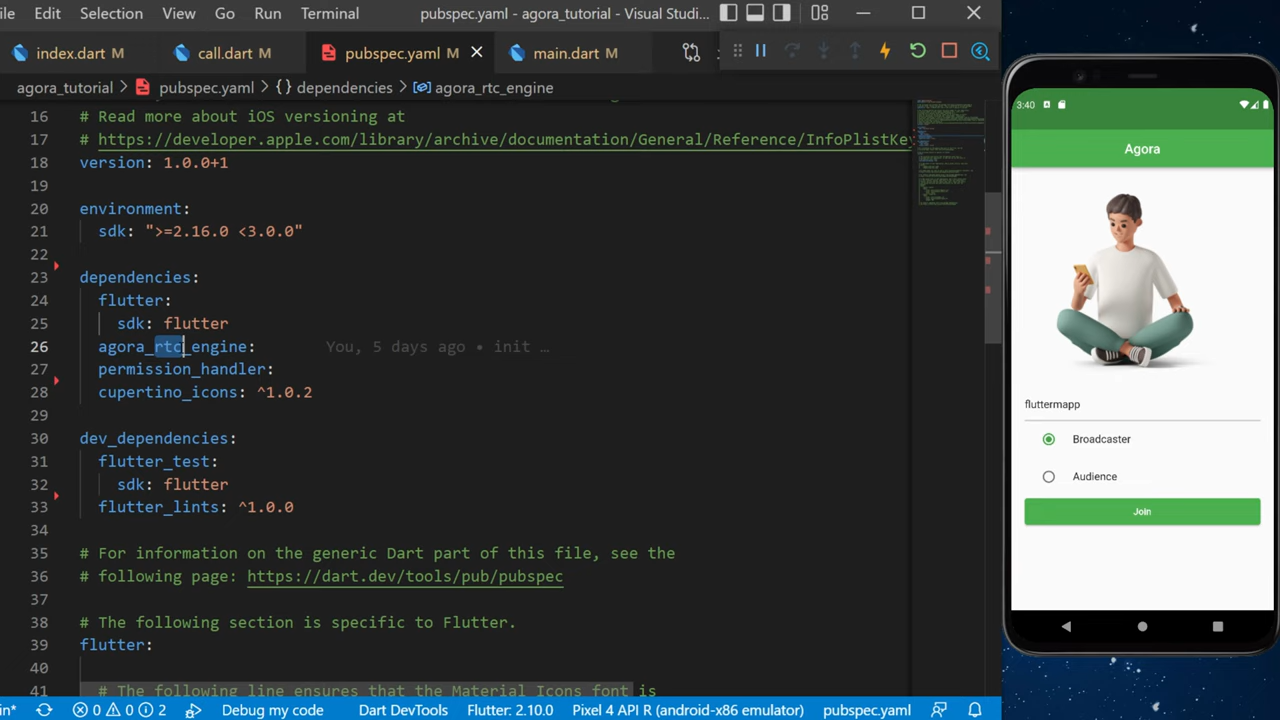 ile Edit Selection View Go Run Terminal pubspec.yaml - agora_tutorial - Visual Studi...
index.dart M call.dart M pubspec.yaml M main.dart M
agora_tutorial > pubspec.yaml > { } dependencies > agora_rtc_engine
16 # Read more about iOS versioning at
17 # https://developer.apple.com/library/archive/documentation/General/Reference/InfoPlistKe
18 version: 1.0.0+1
19
20 environment:
21 sdk: ">=2.16.0 <3.0.0"
22
23 dependencies:
24 flutter:
25 sdk: flutter
26 agora_rtc_engine: You, 5 days ago • init …
27 permission_handler:
28 cupertino_icons: ^1.0.2
29
30 dev_dependencies:
31 flutter_test:
32 sdk: flutter
33 flutter_lints: ^1.0.0
34
35 # For information on the generic Dart part of this file, see the
36 # following page: https://dart.dev/tools/pub/pubspec
37
38 # The following section is specific to Flutter.
39 flutter:
40
41 # The following line ensures that the Material Icons font is
in* 0 0 2 Debug my code Dart DevTools Flutter: 2.10.0 Pixel 4 API R (android-x86 emulator) pubspec.yaml
3:40
Agora
fluttermapp
Broadcaster
Audience
Join